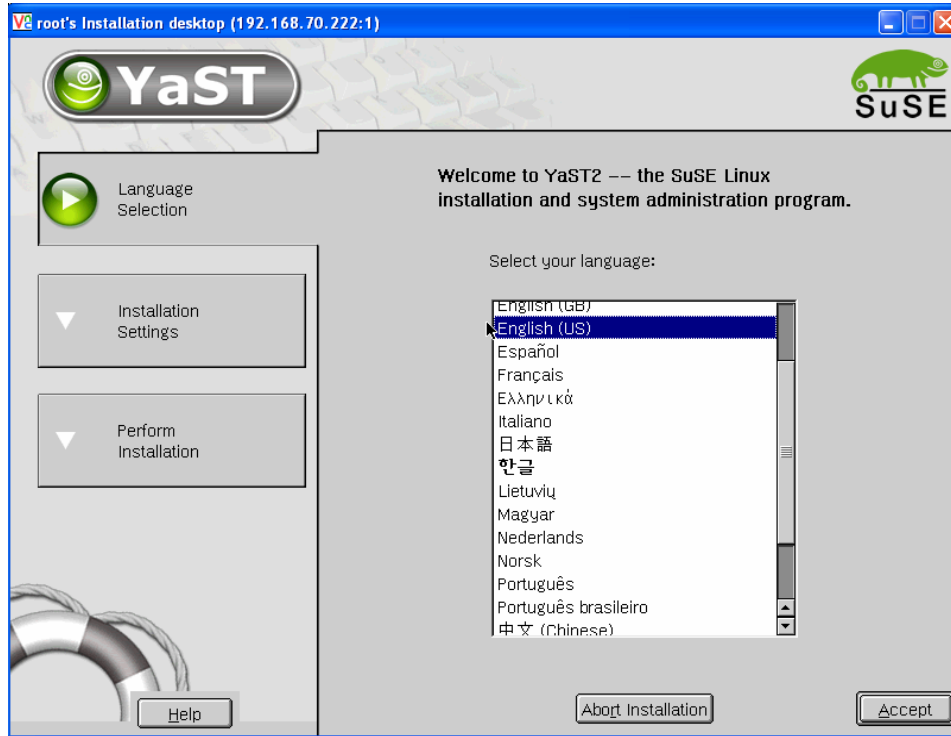 root's Installation desktop (192.168.70.222:1)
YaST
SuSE
Language
Selection
Installation
Settings
Perform
Installation
Welcome to YaST2 -- the SuSE Linux
installation and system administration program.
Select your language:
English (GB)
English (US)
Español
Français
Ελληνικά
Italiano
日本語
한글
Lietuvių
Magyar
Nederlands
Norsk
Português
Português brasileiro
中文 (Chinese)
Help
Abort Installation
Accept